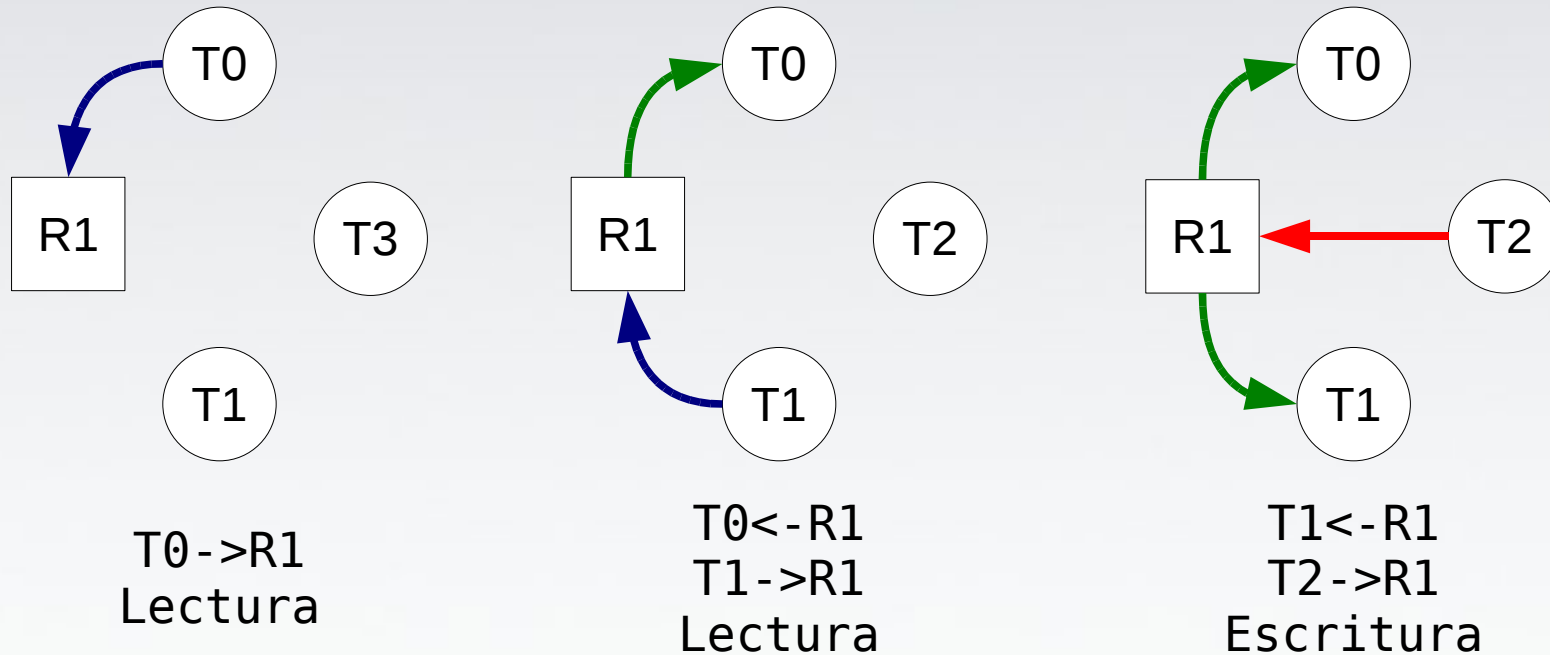 T0
R1
T3
T1
T0->R1
Lectura
T0
R1
T2
T1
T0<-R1
T1->R1
Lectura
T0
R1
T2
T1
T1<-R1
T2->R1
Escritura